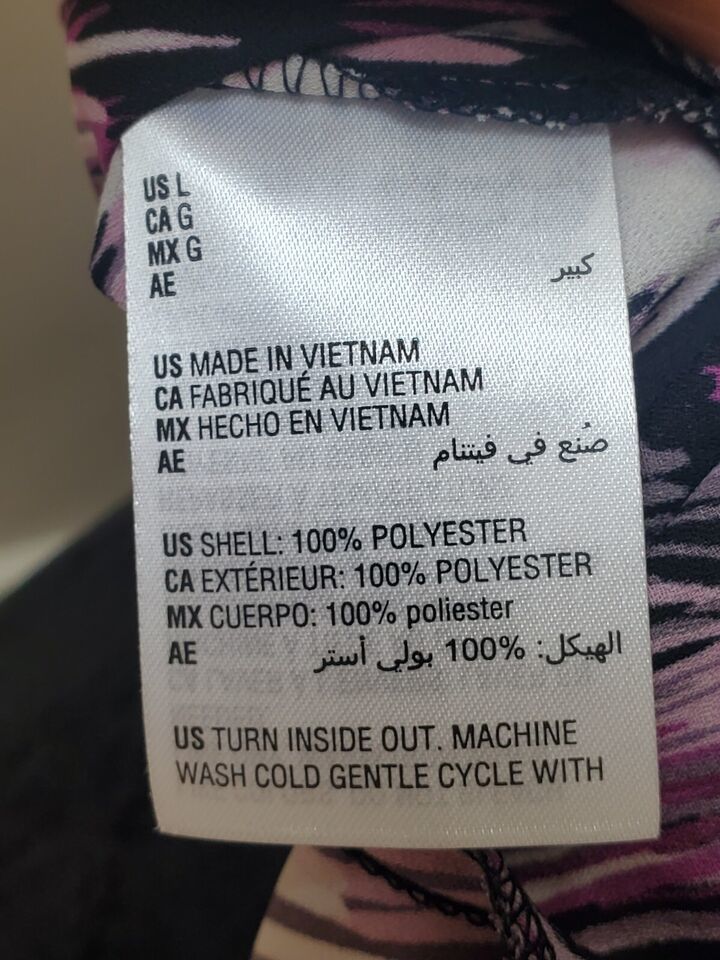 US L
CA G
MX G
AE كبير
US MADE IN VIETNAM
CA FABRIQUÉ AU VIETNAM
MX HECHO EN VIETNAM
AE صُنع في فيتنام
US SHELL: 100% POLYESTER
CA EXTÉRIEUR: 100% POLYESTER
MX CUERPO: 100% poliester
AE الهيكل: 100% بولي أستر
US TURN INSIDE OUT. MACHINE
WASH COLD GENTLE CYCLE WITH